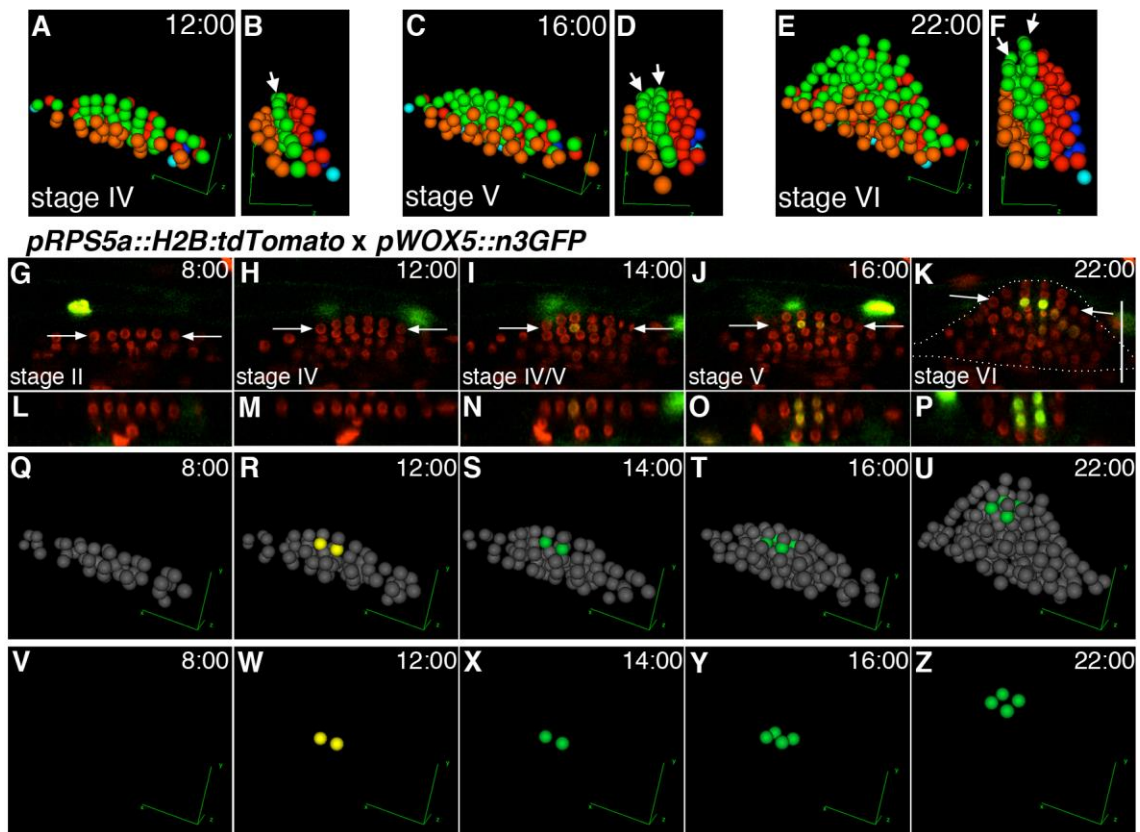 A 12:00 B C 16:00 D E 22:00 F
stage IV stage V stage VI
pRPS5a::H2B:tdTomato x pWOX5::n3GFP
G 8:00 H 12:00 I 14:00 J 16:00 K 22:00
stage II stage IV stage IV/V stage V stage VI
L M N O P
Q 8:00 R 12:00 S 14:00 T 16:00 U 22:00
V 8:00 W 12:00 X 14:00 Y 16:00 Z 22:00